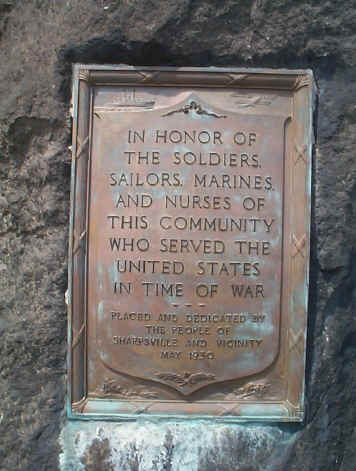 IN HONOR OF
THE SOLDIERS,
SAILORS, MARINES,
AND NURSES OF
THIS COMMUNITY
WHO SERVED THE
UNITED STATES
IN TIME OF WAR
- - -
PLACED AND DEDICATED BY
THE PEOPLE OF
SHARPSVILLE AND VICINITY
MAY 1930.